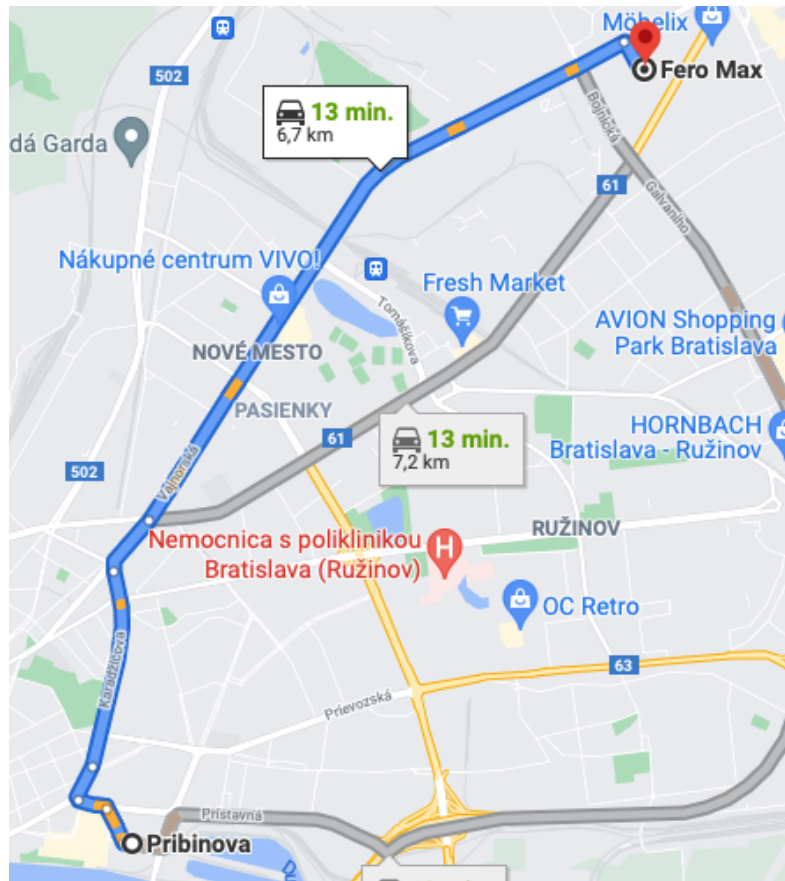 Möbelix
Fero Max
502
13 min.
6,7 km
dá Garda
Bojnická
61
Galvaniho
Nákupné centrum VIVO!
Fresh Market
Tomášikova
AVION Shopping
Park Bratislava
NOVÉ MESTO
PASIENKY
61
13 min.
7,2 km
HORNBACH
Bratislava - Ružinov
502
Vajnorská
Nemocnica s poliklinikou
Bratislava (Ružinov)
H
RUŽINOV
OC Retro
Karadžičova
63
Prievozská
Prístavná
Pribinova